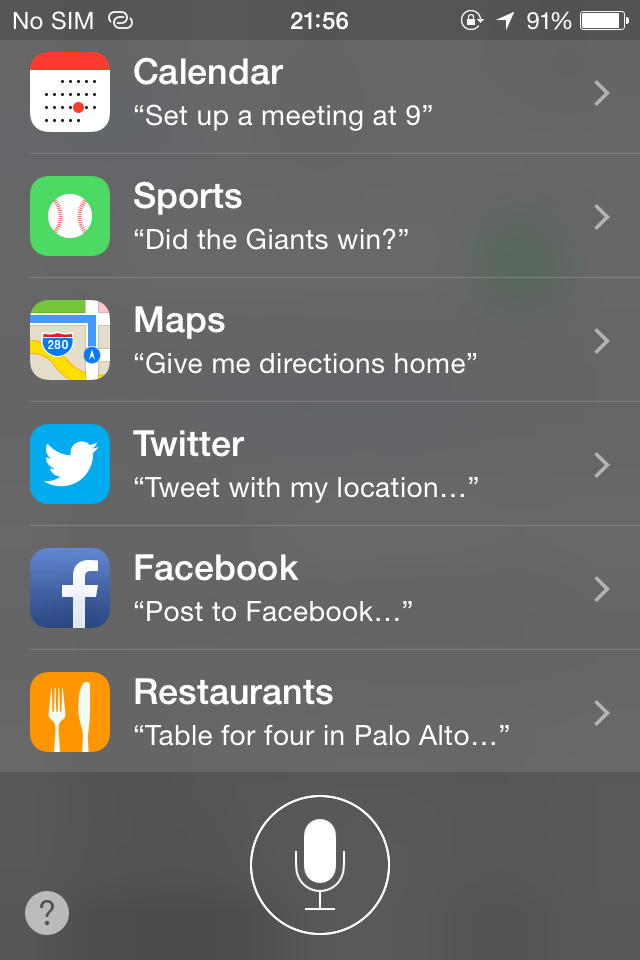 No SIM 21:56 91%
Calendar
“Set up a meeting at 9”
Sports
“Did the Giants win?”
280
Maps
“Give me directions home”
Twitter
“Tweet with my location…”
f
Facebook
“Post to Facebook…”
Restaurants
“Table for four in Palo Alto…”
?